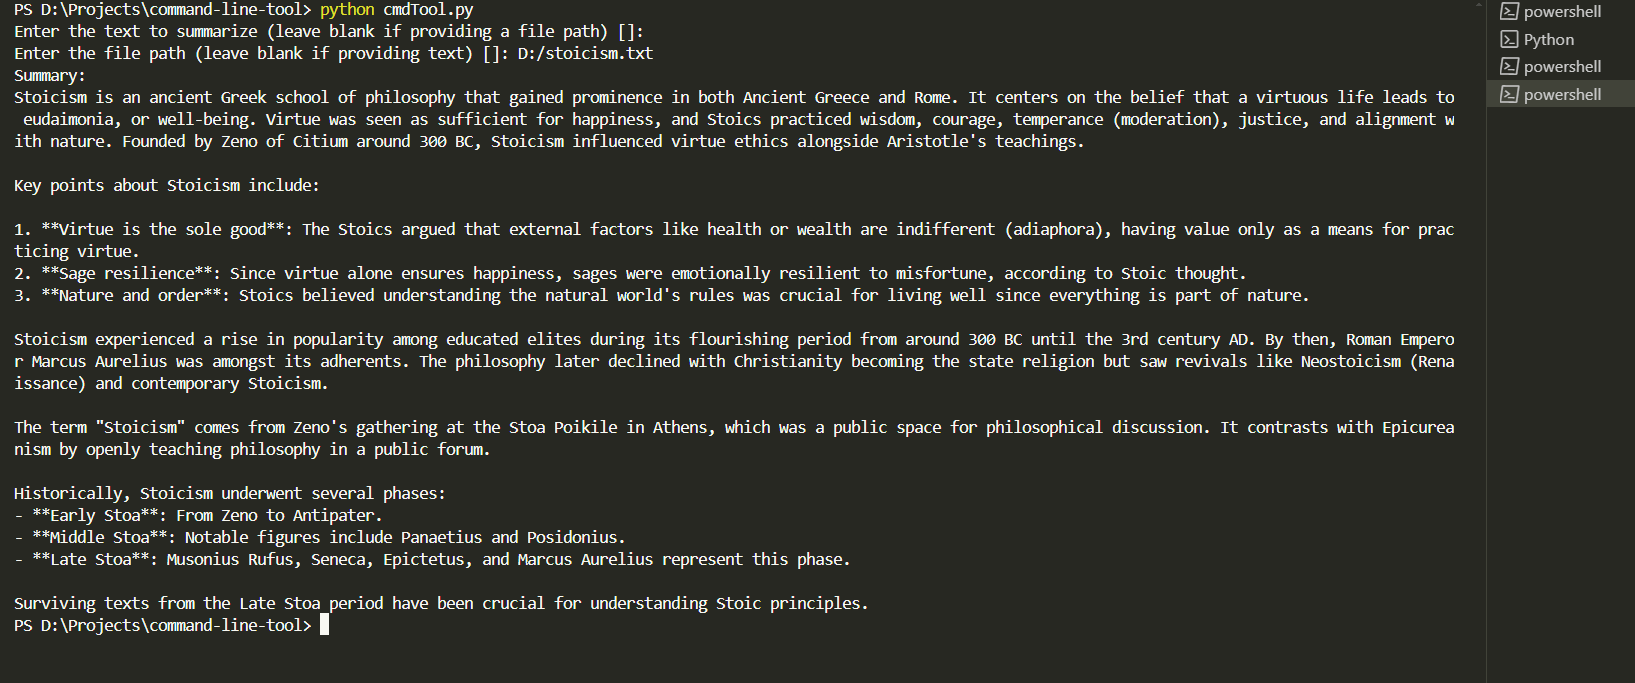 PS D:\Projects\command-line-tool> python cmdTool.py
Enter the text to summarize (leave blank if providing a file path) []:
Enter the file path (leave blank if providing text) []: D:/stoicism.txt
Summary:
Stoicism is an ancient Greek school of philosophy that gained prominence in both Ancient Greece and Rome. It centers on the belief that a virtuous life leads to
 eudaimonia, or well-being. Virtue was seen as sufficient for happiness, and Stoics practiced wisdom, courage, temperance (moderation), justice, and alignment w
ith nature. Founded by Zeno of Citium around 300 BC, Stoicism influenced virtue ethics alongside Aristotle's teachings.

Key points about Stoicism include:

1. **Virtue is the sole good**: The Stoics argued that external factors like health or wealth are indifferent (adiaphora), having value only as a means for prac
ticing virtue.
2. **Sage resilience**: Since virtue alone ensures happiness, sages were emotionally resilient to misfortune, according to Stoic thought.
3. **Nature and order**: Stoics believed understanding the natural world's rules was crucial for living well since everything is part of nature.

Stoicism experienced a rise in popularity among educated elites during its flourishing period from around 300 BC until the 3rd century AD. By then, Roman Empero
r Marcus Aurelius was amongst its adherents. The philosophy later declined with Christianity becoming the state religion but saw revivals like Neostoicism (Rena
issance) and contemporary Stoicism.

The term "Stoicism" comes from Zeno's gathering at the Stoa Poikile in Athens, which was a public space for philosophical discussion. It contrasts with Epicurea
nism by openly teaching philosophy in a public forum.

Historically, Stoicism underwent several phases:
- **Early Stoa**: From Zeno to Antipater.
- **Middle Stoa**: Notable figures include Panaetius and Posidonius.
- **Late Stoa**: Musonius Rufus, Seneca, Epictetus, and Marcus Aurelius represent this phase.

Surviving texts from the Late Stoa period have been crucial for understanding Stoic principles.
PS D:\Projects\command-line-tool>
powershell
Python
powershell
powershell